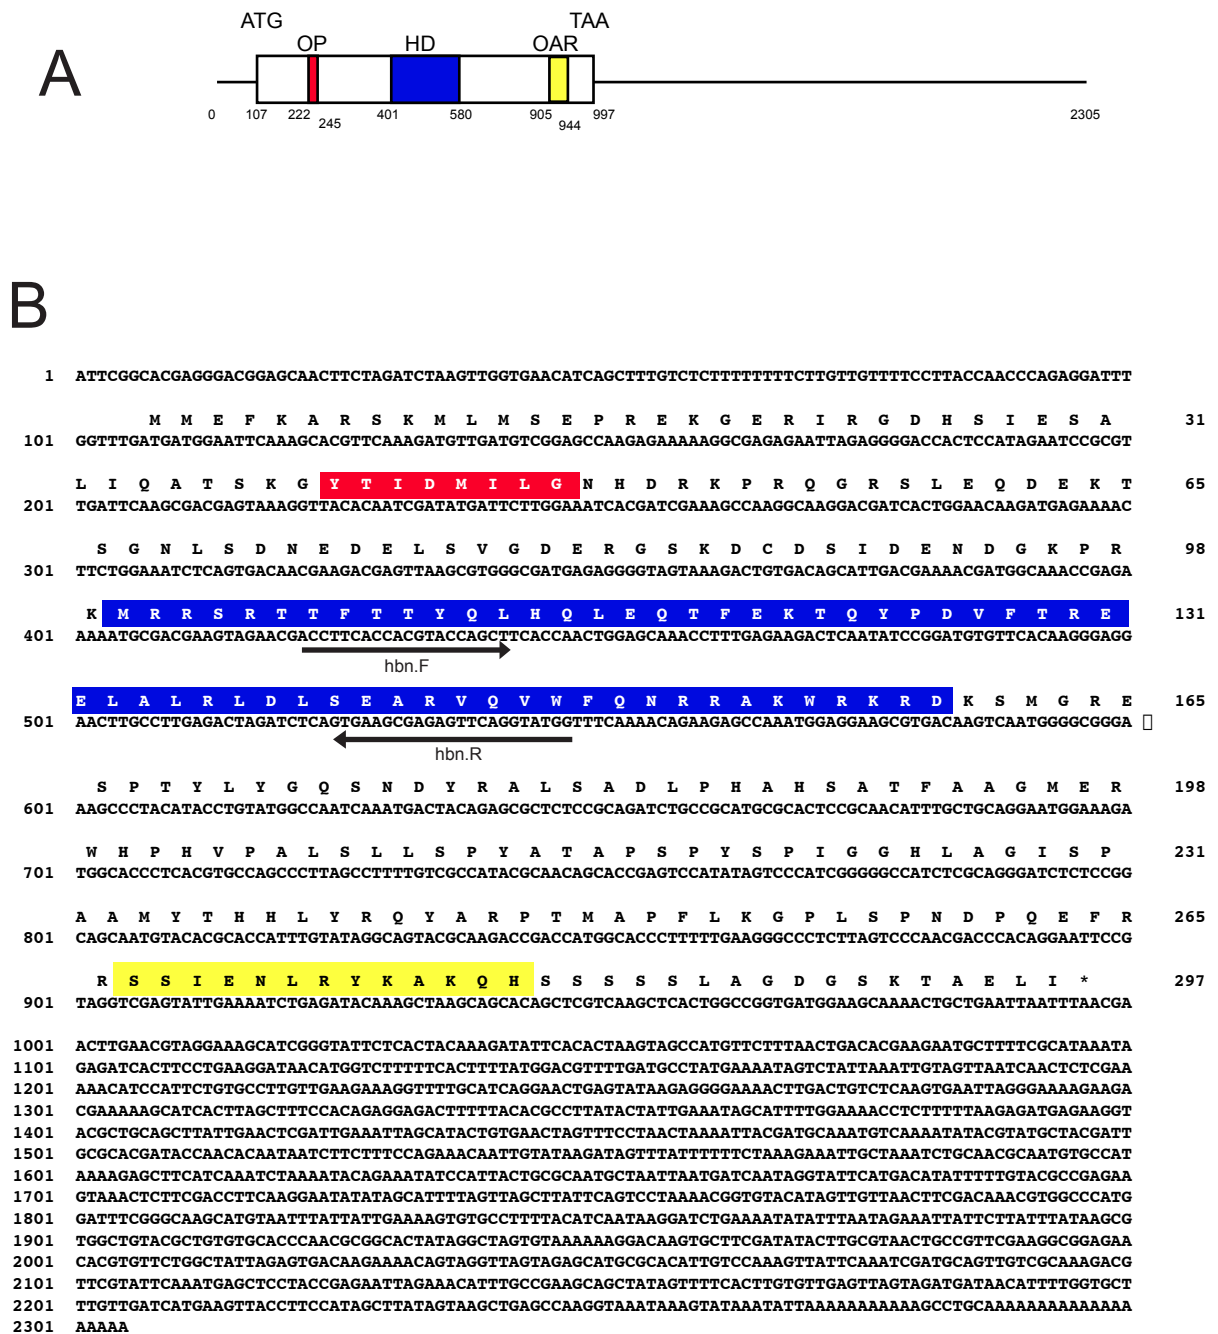 ATG TAA
OP HD OAR
A
0 107 222 245 401 580 905 944 997 2305
B
1 ATTCGGCACGAGGGACGGAGCAACTTCTAGATCTAAGTTGGTGAACATCAGCTTTGTCTCTTTTTTTTCTTGTTGTTTTCCTTACCAACCCAGAGGATTT
M M E F K A R S K M L M S E P R E K G E R I R G D H S I E S A 31
101 GGTTTGATGATGGAATTCAAAGCACGTTCAAAGATGTTGATGTCGGAGCCAAGAGAAAAAGGCGAGAGAATTAGAGGGGACCACTCCATAGAATCCGCGT
L I Q A T S K G Y T I D M I L G N H D R K P R Q G R S L E Q D E K T 65
201 TGATTCAAGCGACGAGTAAAGGTTACACAATCGATATGATTCTTGGAAATCACGATCGAAAGCCAAGGCAAGGACGATCACTGGAACAAGATGAGAAAAC
S G N L S D N E D E L S V G D E R G S K D C D S I D E N D G K P R 98
301 TTCTGGAAATCTCAGTGACAACGAAGACGAGTTAAGCGTGGGCGATGAGAGGGGTAGTAAAGACTGTGACAGCATTGACGAAAACGATGGCAAACCGAGA
K M R R S R T T F T T Y Q L H Q L E Q T F E K T Q Y P D V F T R E 131
401 AAAATGCGACGAAGTAGAACGACCTTCACCACGTACCAGCTTCACCAACTGGAGCAAACCTTTGAGAAGACTCAATATCCGGATGTGTTCACAAGGGAGG
hbn.F
E L A L R L D L S E A R V Q V W F Q N R R A K W R K R D K S M G R E 165
501 AACTTGCCTTGAGACTAGATCTCAGTGAAGCGAGAGTTCAGGTATGGTTTCAAAACAGAAGAGCCAAATGGAGGAAGCGTGACAAGTCAATGGGGCGGGA
hbn.R
S P T Y L Y G Q S N D Y R A L S A D L P H A H S A T F A A G M E R 198
601 AAGCCCTACATACCTGTATGGCCAATCAAATGACTACAGAGCGCTCTCCGCAGATCTGCCGCATGCGCACTCCGCAACATTTGCTGCAGGAATGGAAAGA
W H P H V P A L S L L S P Y A T A P S P Y S P I G G H L A G I S P 231
701 TGGCACCCTCACGTGCCAGCCCTTAGCCTTTTGTCGCCATACGCAACAGCACCGAGTCCATATAGTCCCATCGGGGGCCATCTCGCAGGGATCTCTCCGG
A A M Y T H H L Y R Q Y A R P T M A P F L K G P L S P N D P Q E F R 265
801 CAGCAATGTACACGCACCATTTGTATAGGCAGTACGCAAGACCGACCATGGCACCCTTTTTGAAGGGCCCTCTTAGTCCCAACGACCCACAGGAATTCCG
R S S I E N L R Y K A K Q H S S S S S L A G D G S K T A E L I * 297
901 TAGGTCGAGTATTGAAAATCTGAGATACAAAGCTAAGCAGCACAGCTCGTCAAGCTCACTGGCCGGTGATGGAAGCAAAACTGCTGAATTAATTTAACGA
1001 ACTTGAACGTAGGAAAGCATCGGGTATTCTCACTACAAAGATATTCACACTAAGTAGCCATGTTCTTTAACTGACACGAAGAATGCTTTTCGCATAAATA
1101 GAGATCACTTCCTGAAGGATAACATGGTCTTTTTCACTTTATGGACGTTTTGATGCCTATGAAAATAGTCTATTAAATTGTAGTTAATCAACTCTCGAA
1201 AAACATCCATTCTGTGCCTTGTTGAAGAAAGGTTTTGCATCAGGAACTGAGTATAAGAGGGGAAAACTTGACTGTCTCAAGTGAATTAGGGAAAAGAAGA
1301 CGAAAAAGCATCACTTAGCTTTCCACAGAGGAGACTTTTTACACGCCTTATACTATTGAAATAGCATTTTGGAAAACCTCTTTTTAAGAGATGAGAAGGT
1401 ACGCTGCAGCTTATTGAACTCGATTGAAATTAGCATACTGTGAACTAGTTTCCTAACTAAAATTACGATGCAAATGTCAAAATATACGTATGCTACGATT
1501 GCGCACGATACCAACACAATAATCTTCTTTCCAGAAACAATTGTATAAGATAGTTTATTTTTTCTAAAGAAATTGCTAAATCTGCAACGCAATGTGCCAT
1601 AAAAGAGCTTCATCAAATCTAAAATACAGAAATATCCATTACTGCGCAATGCTAATTAATGATCAATAGGTATTCATGACATATTTTTGTACGCCGAGAA
1701 GTAAACTCTTCGACCTTCAAGGAATATATAGCATTTTAGTTAGCTTATTCAGTCCTAAAACGGTGTACATAGTTGTTAACTTCGACAAACGTGGCCCATG
1801 GATTTCGGGCAAGCATGTAATTTATTATTGAAAAGTGTGCCTTTTACATCAATAAGGATCTGAAAATATATTTAATAGAAATTATTCTTATTTATAAGCG
1901 TGGCTGTACGCTGTGTGCACCCAACGCGGCACTATAGGCTAGTGTAAAAAAGGACAAGTGCTTCGATATACTTGCGTAACTGCCGTTCGAAGGCGGAGAA
2001 CACGTGTTCTGGCTATTAGAGTGACAAGAAAACAGTAGGTTAGTAGAGCATGCGCACATTGTCCAAAGTTATTCAAATCGATGCAGTTGTCGCAAAGACG
2101 TTCGTATTCAAATGAGCTCCTACCGAGAATTAGAAACATTTGCCGAAGCAGCTATAGTTTTCACTTGTGTTGAGTTAGTAGATGATAACATTTTGGTGCT
2201 TTGTTGATCATGAAGTTACCTTCCATAGCTTATAGTAAGCTGAGCCAAGGTAAATAAAGTATAAATATTAAAAAAAAAAAGCCTGCAAAAAAAAAAAAAA
2301 AAAAA